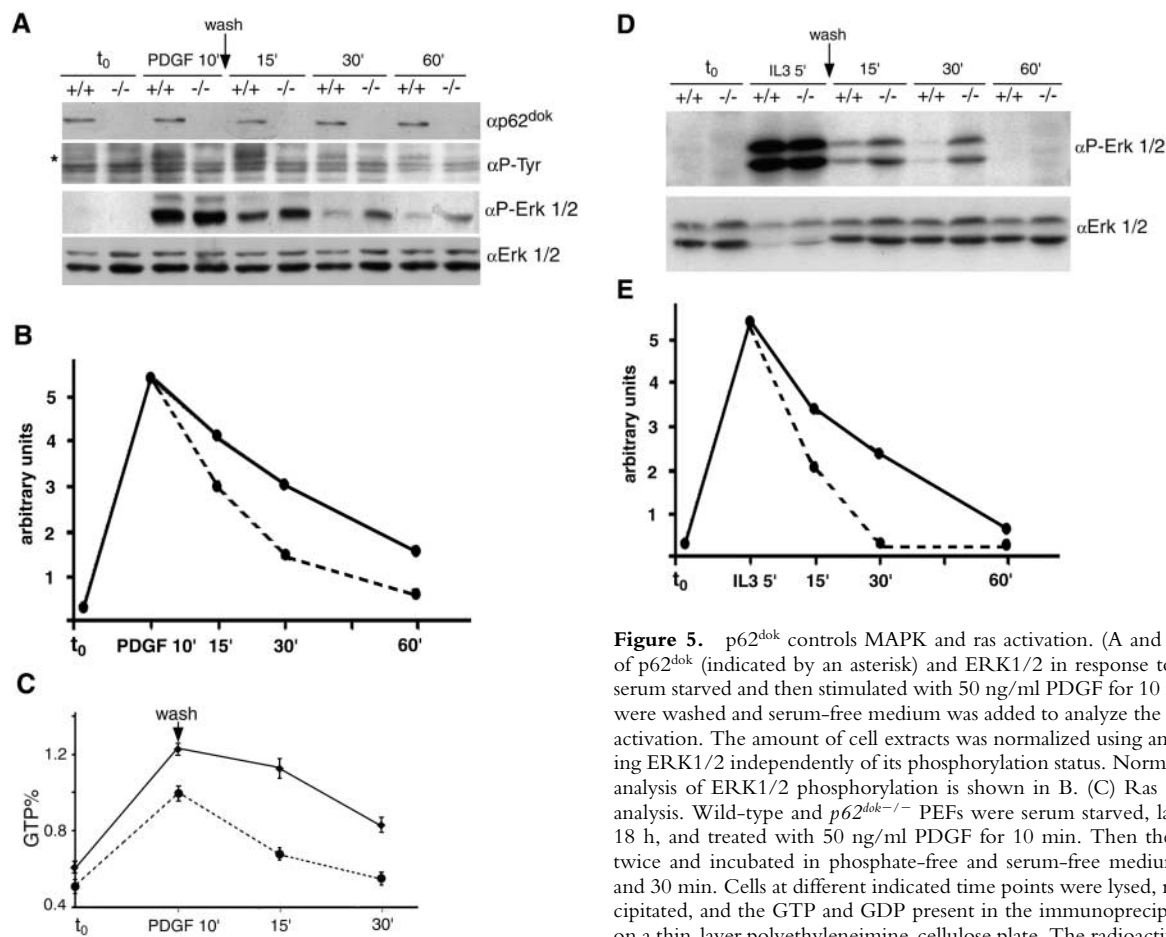 A
wash
t0 PDGF 10' 15' 30' 60'
+/+ -/- +/+ -/- +/+ -/- +/+ -/- +/+ -/-
αp62dok
*
αP-Tyr
αP-Erk 1/2
αErk 1/2
B
arbitrary units
5
4
3
2
1
t0 PDGF 10' 15' 30' 60'
C
wash
GTP%
1.2
0.8
0.4
t0 PDGF 10' 15' 30'
D
wash
t0 IL3 5' 15' 30' 60'
+/+ -/- +/+ -/- +/+ -/- +/+ -/- +/+ -/-
αP-Erk 1/2
αErk 1/2
E
arbitrary units
5
4
3
2
1
t0 IL3 5' 15' 30' 60'
Figure 5. p62dok controls MAPK and ras activation. (A and
of p62dok (indicated by an asterisk) and ERK1/2 in response to
serum starved and then stimulated with 50 ng/ml PDGF for 10
were washed and serum-free medium was added to analyze the
activation. The amount of cell extracts was normalized using an
ing ERK1/2 independently of its phosphorylation status. Norm
analysis of ERK1/2 phosphorylation is shown in B. (C) Ras
analysis. Wild-type and p62dok−/− PEFs were serum starved, la
18 h, and treated with 50 ng/ml PDGF for 10 min. Then the
twice and incubated in phosphate-free and serum-free medium
and 30 min. Cells at different indicated time points were lysed, r
cipitated, and the GTP and GDP present in the immunoprecip
on a thin-layer polyethyleneimine-cellulose plate. The radioactiv